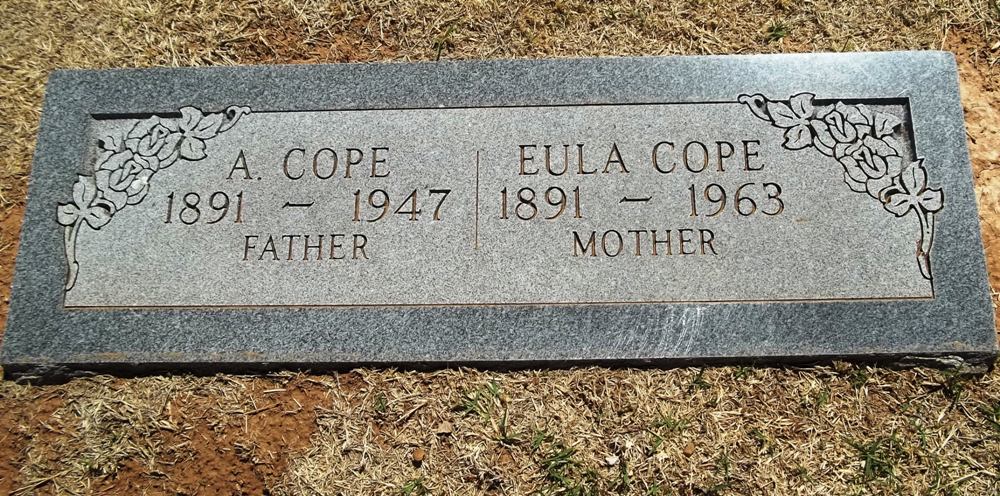 A. COPE
1891 – 1947
FATHER
EULA COPE
1891 – 1963
MOTHER